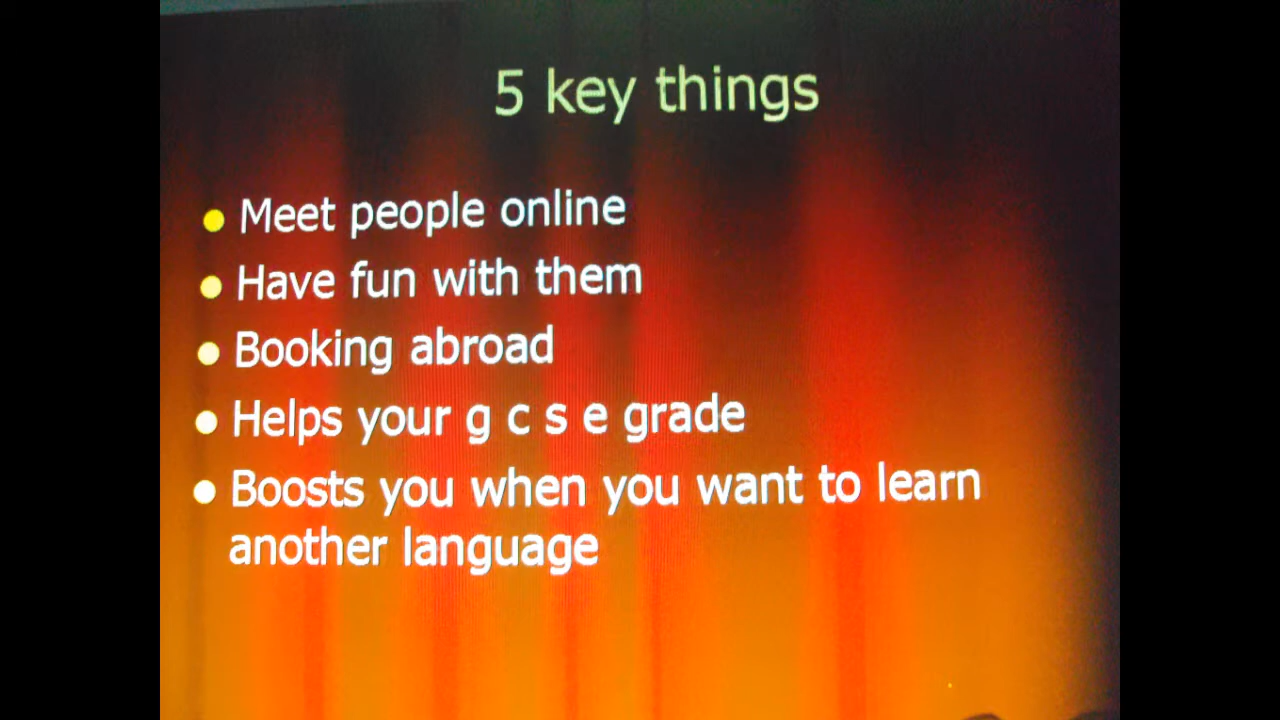 5 key things
Meet people online
Have fun with them
Booking abroad
Helps your g c s e grade
Boosts you when you want to learn
another language